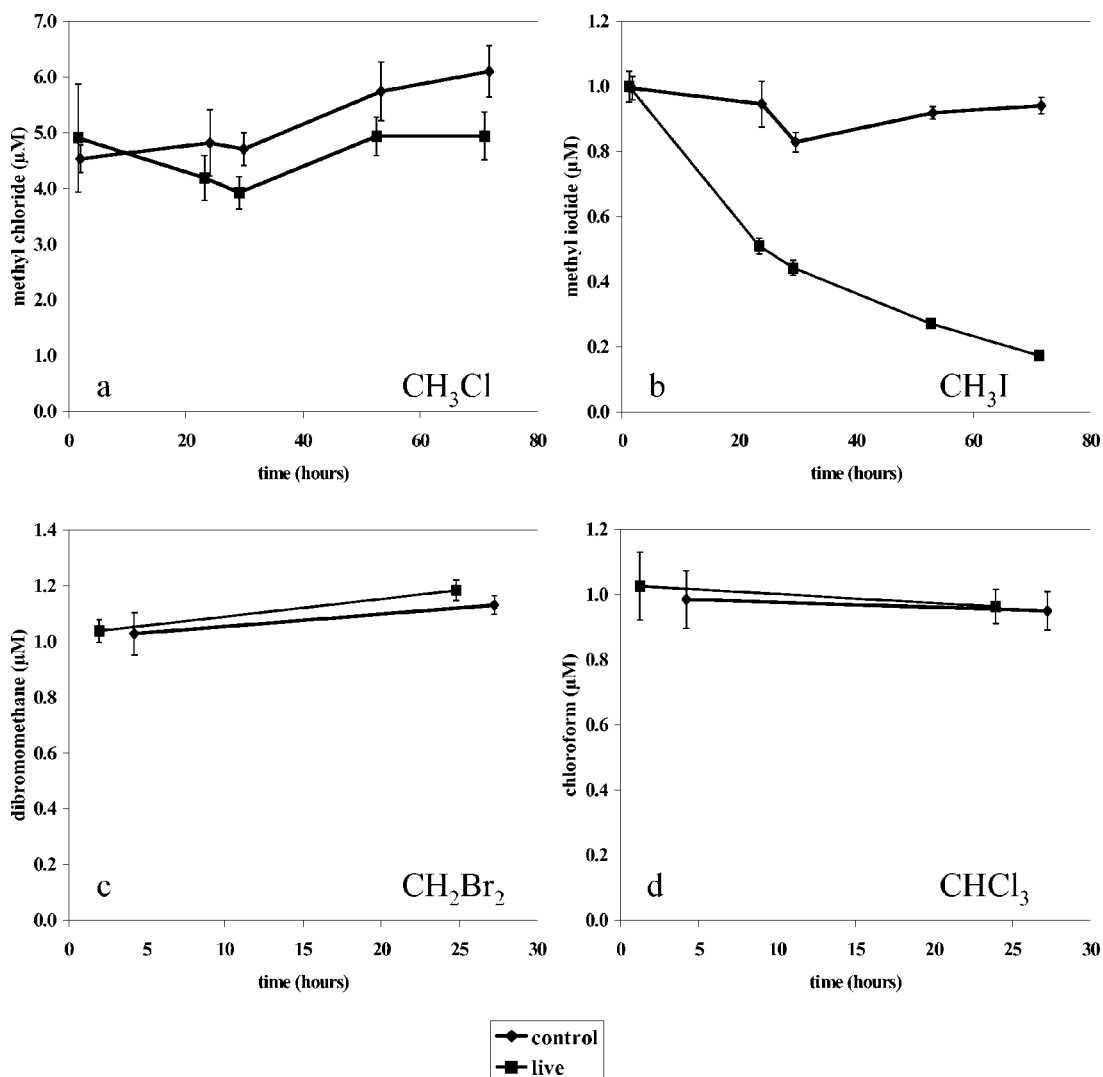 7.0
6.0
5.0
4.0
3.0
2.0
1.0
0.0
methyl chloride (µM)
a
CH₃Cl
0 20 40 60 80
time (hours)
1.2
1.0
0.8
0.6
0.4
0.2
0.0
methyl iodide (µM)
b
CH₃I
0 20 40 60 80
time (hours)
1.4
1.2
1.0
0.8
0.6
0.4
0.2
0.0
dibromomethane (µM)
c
CH₂Br₂
0 5 10 15 20 25 30
time (hours)
1.2
1.0
0.8
0.6
0.4
0.2
0.0
chloroform (µM)
d
CHCl₃
0 5 10 15 20 25 30
time (hours)
control
live